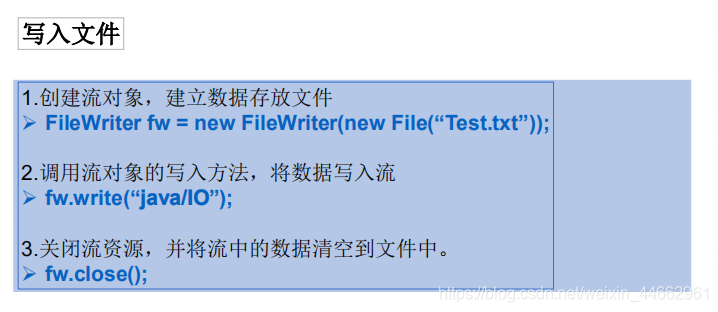 写入文件
1.创建流对象，建立数据存放文件
➢ FileWriter fw = new FileWriter(new File(“Test.txt”));
2.调用流对象的写入方法，将数据写入流
➢ fw.write(“java/IO”);
3.关闭流资源，并将流中的数据清空到文件中。
➢ fw.close();
https://blog.csdn.net/weixin_44662961